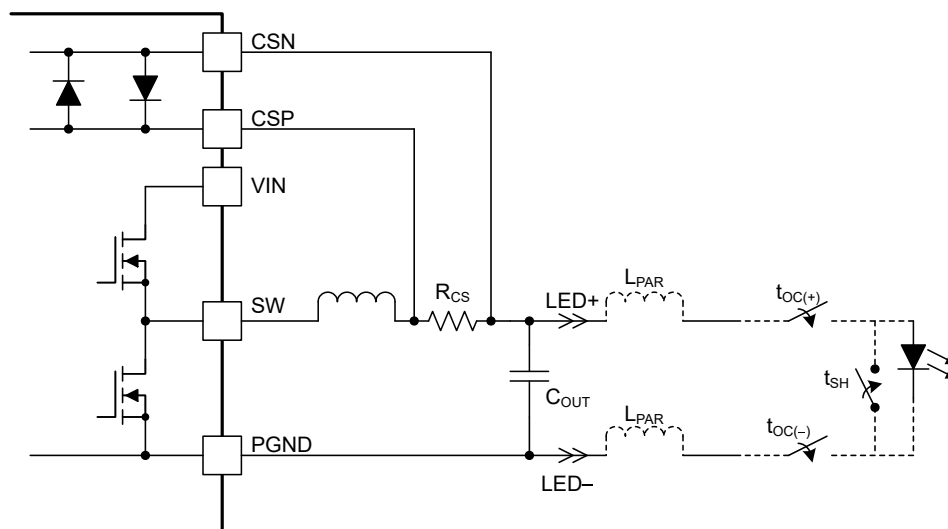 CSN
CSP
VIN
SW
RCS
LED+
LPAR
tOC(+)
COUT
tSH
LPAR
tOC(–)
PGND
LED–